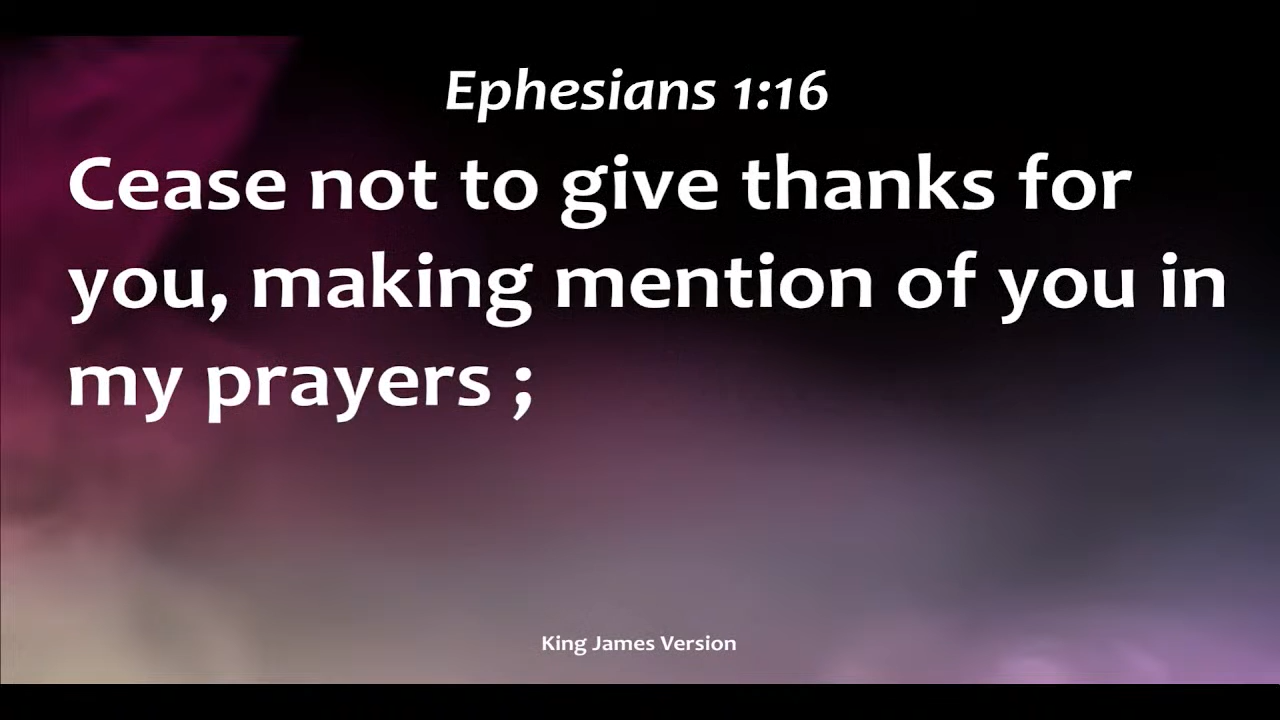 Ephesians 1:16
Cease not to give thanks for
you, making mention of you in
my prayers ;
King James Version